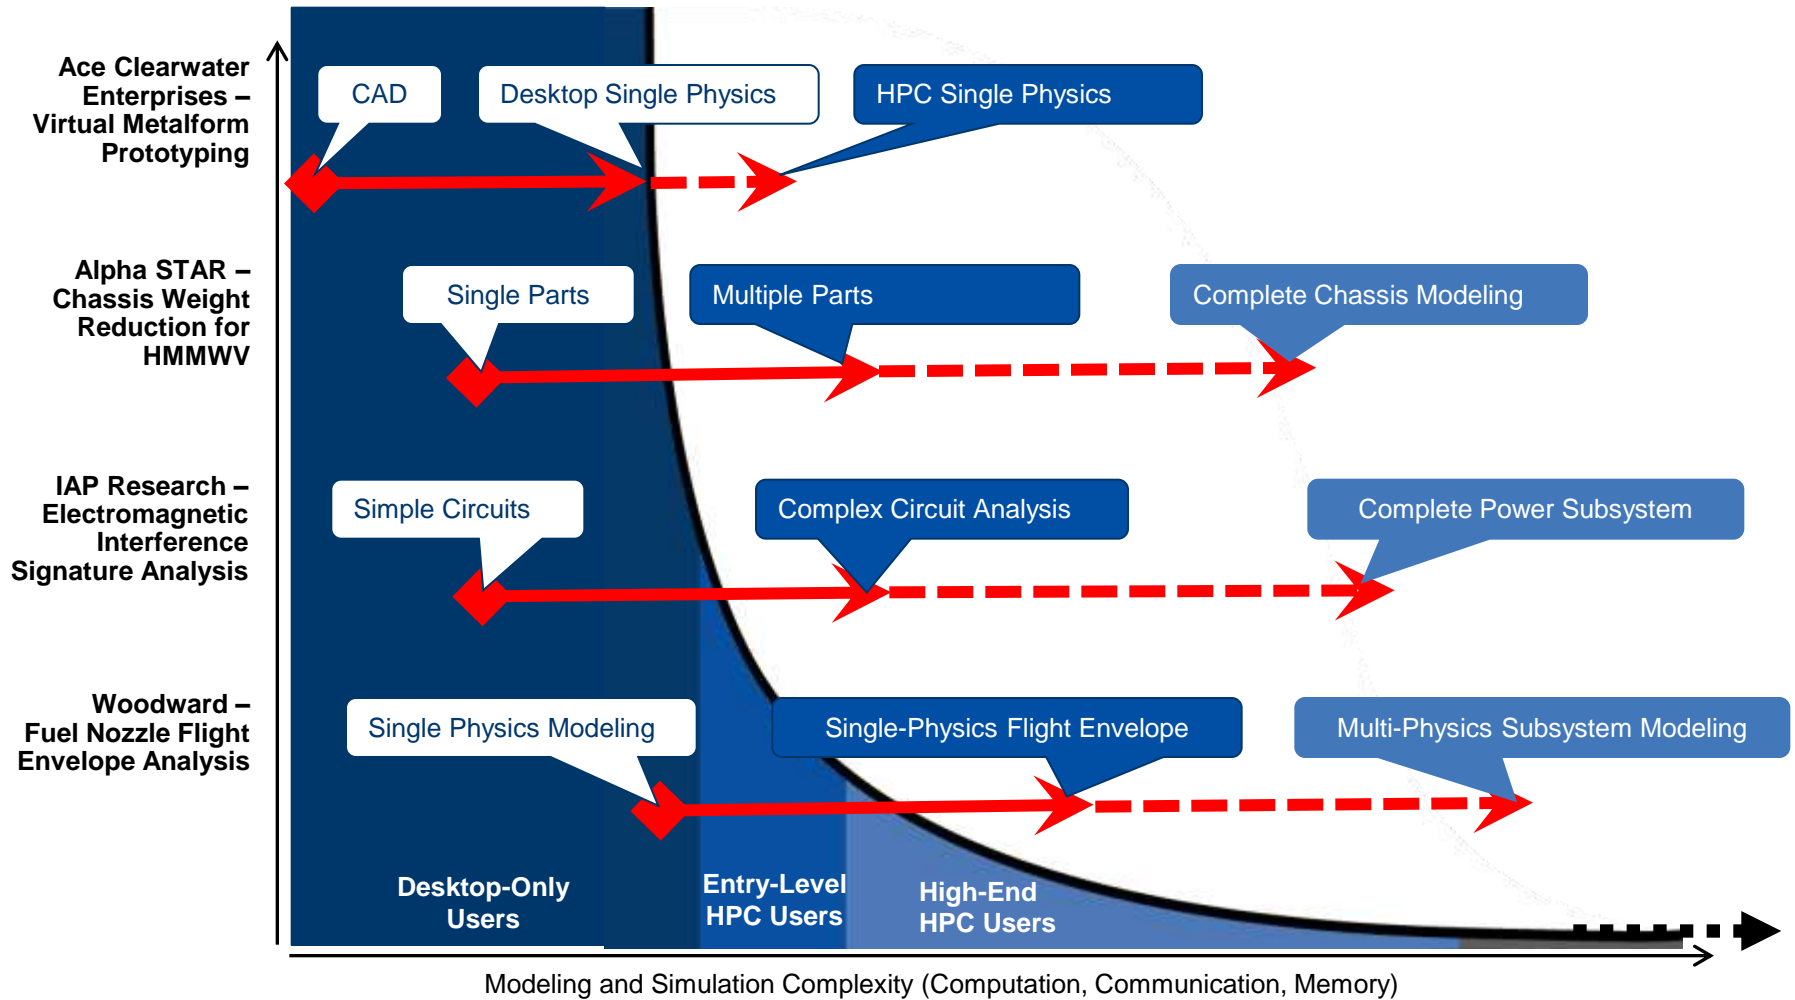 Ace Clearwater
Enterprises –
Virtual Metalform
Prototyping
CAD
Desktop Single Physics
HPC Single Physics
Alpha STAR –
Chassis Weight
Reduction for
HMMWV
Single Parts
Multiple Parts
Complete Chassis Modeling
IAP Research –
Electromagnetic
Interference
Signature Analysis
Simple Circuits
Complex Circuit Analysis
Complete Power Subsystem
Woodward –
Fuel Nozzle Flight
Envelope Analysis
Single Physics Modeling
Single-Physics Flight Envelope
Multi-Physics Subsystem Modeling
Desktop-Only
Users
Entry-Level
HPC Users
High-End
HPC Users
Modeling and Simulation Complexity (Computation, Communication, Memory)